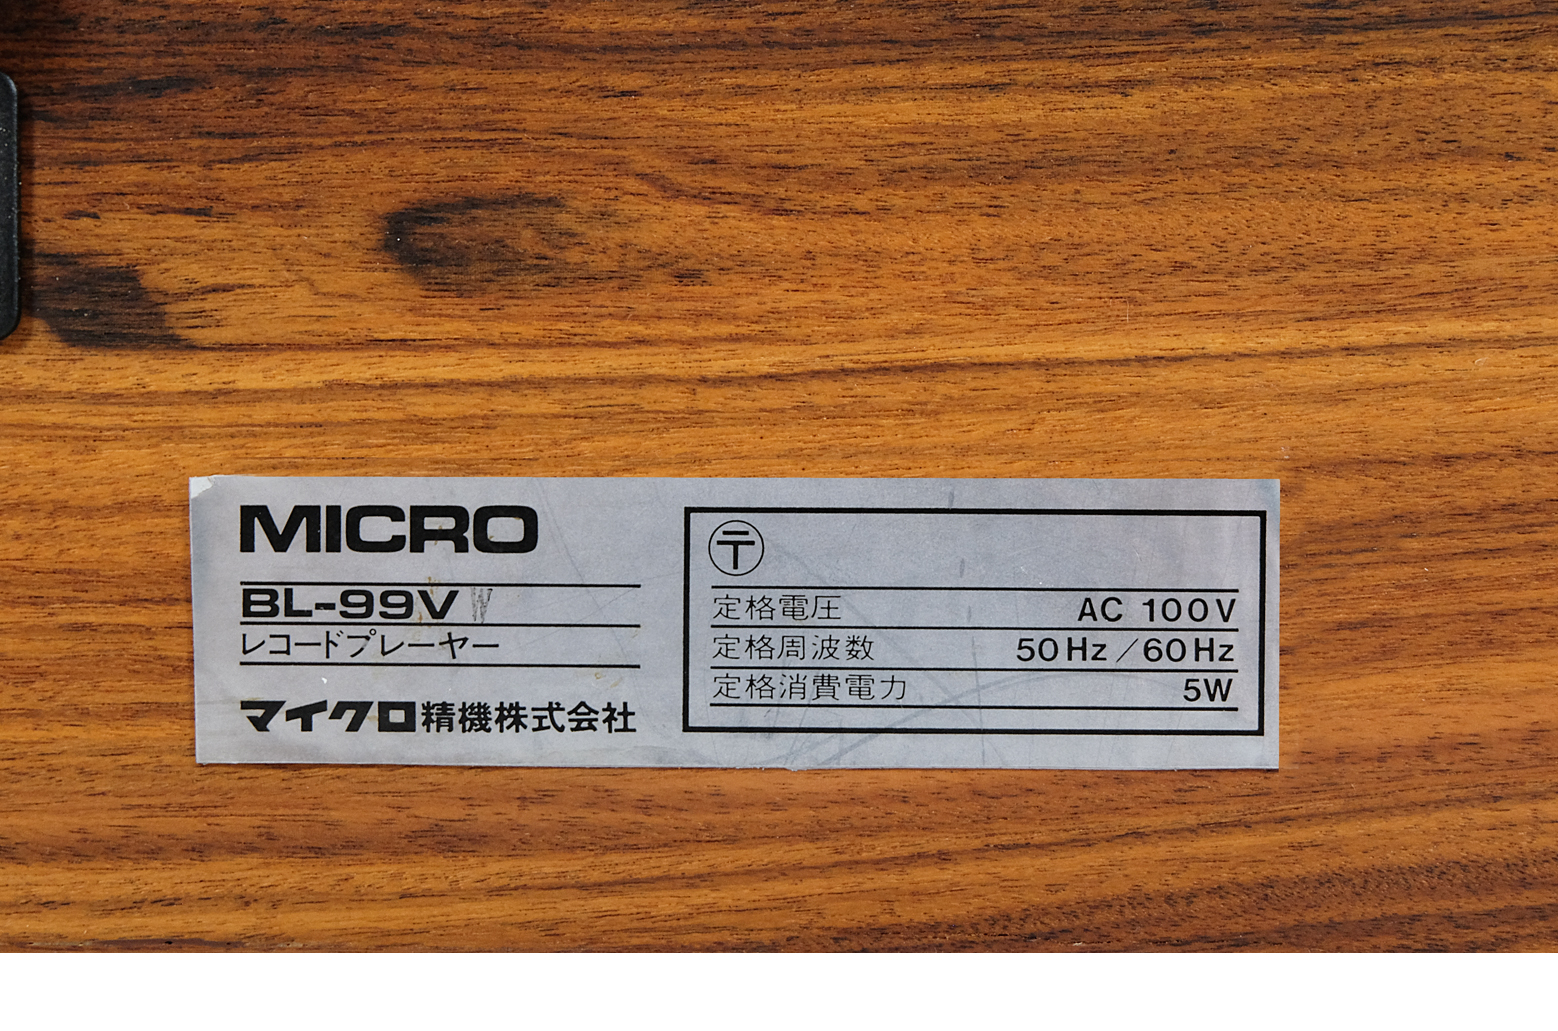 MICRO
BL-99V W
レコードプレーヤー
マイクロ精機株式会社
〒
定格電圧 AC 100V
定格周波数 50Hz/60Hz
定格消費電力 5W